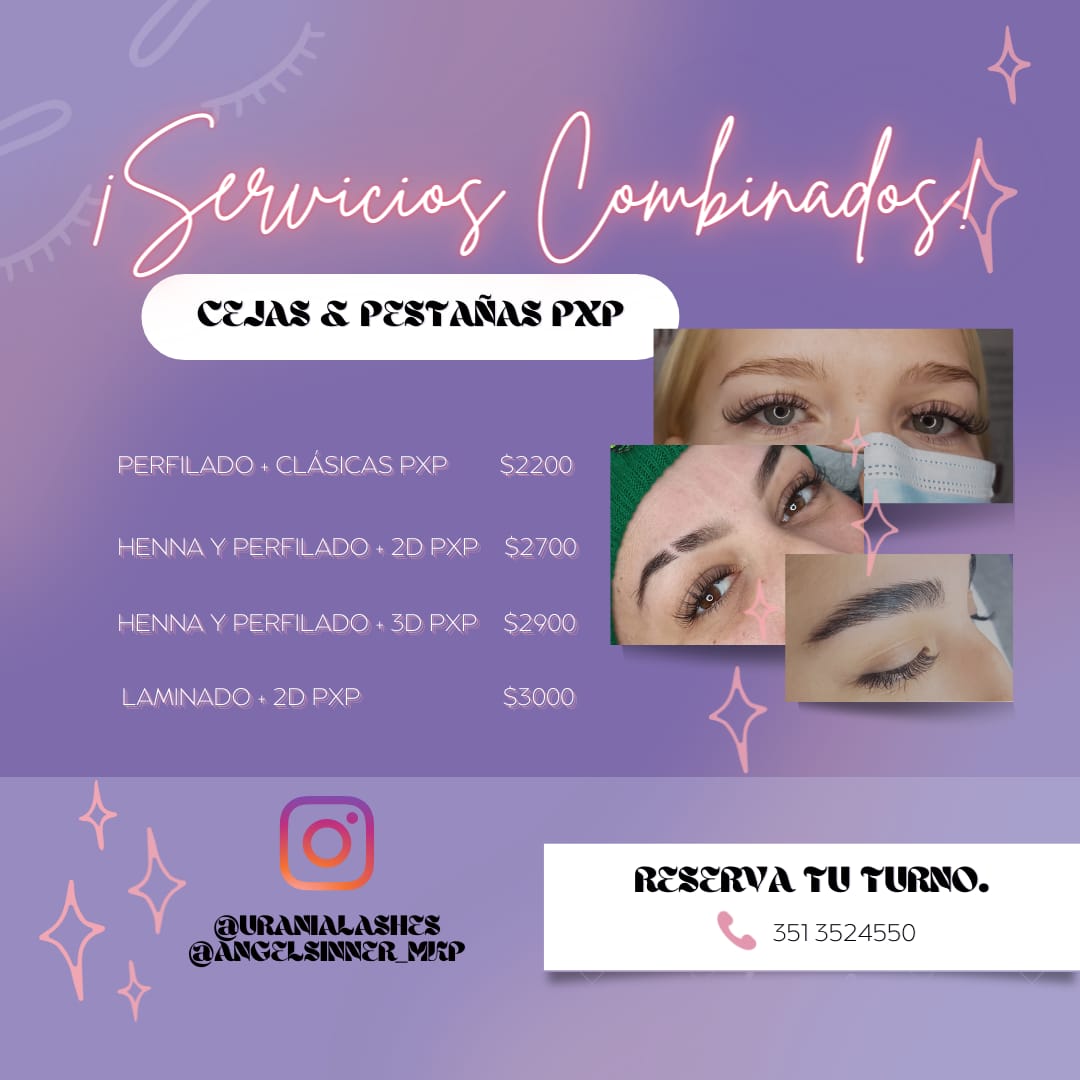 ¡Servicios Combinados!
CEJAS & PESTAÑAS PXP
PERFILADO + CLÁSICAS PXP $2200
HENNA Y PERFILADO + 2D PXP $2700
HENNA Y PERFILADO + 3D PXP $2900
LAMINADO + 2D PXP $3000
@URANIALASHES
@ANGELSINNER_MKP
RESERVA TU TURNO.
351 3524550